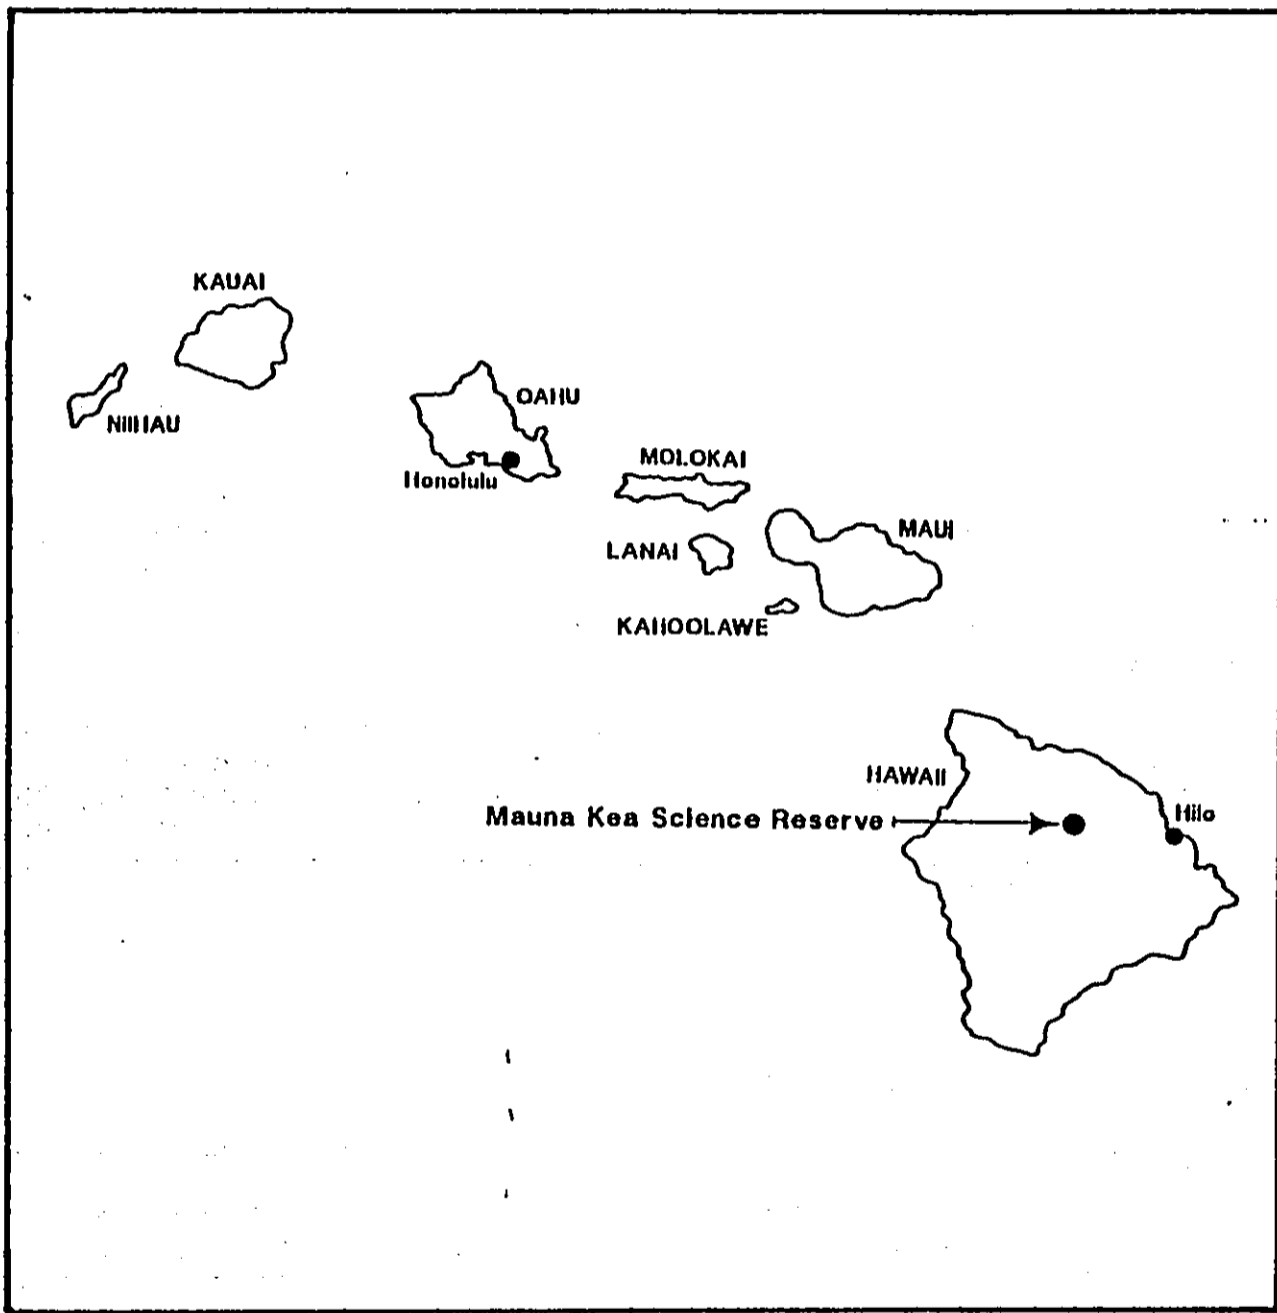 KAUAI
NIIHAU
OAHU
Honolulu
MOLOKAI
LANAI
MAUI
KAHOOLAWE
HAWAII
Mauna Kea Science Reserve
Hilo